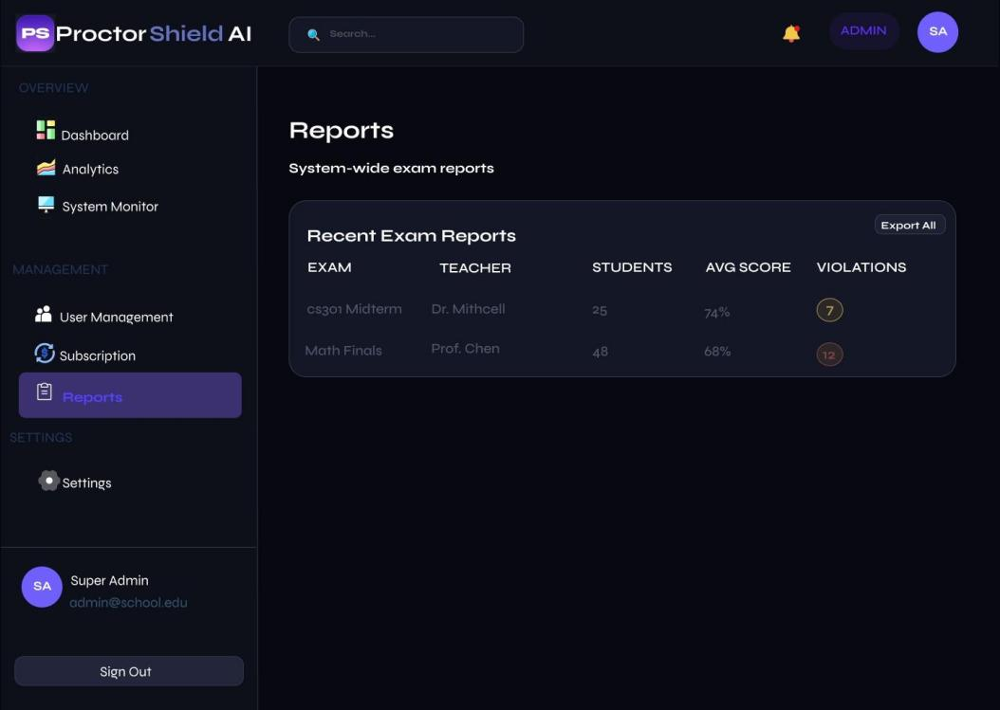 PS ProctorShield AI
Search...
ADMIN
SA
OVERVIEW
Dashboard
Analytics
System Monitor
MANAGEMENT
User Management
Subscription
Reports
SETTINGS
Settings
SA
Super Admin
admin@school.edu
Sign Out
Reports
System-wide exam reports
Recent Exam Reports
Export All
EXAM TEACHER STUDENTS AVG SCORE VIOLATIONS
cs301 Midterm Dr. Mithcell 25 74% 7
Math Finals Prof. Chen 48 68% 12